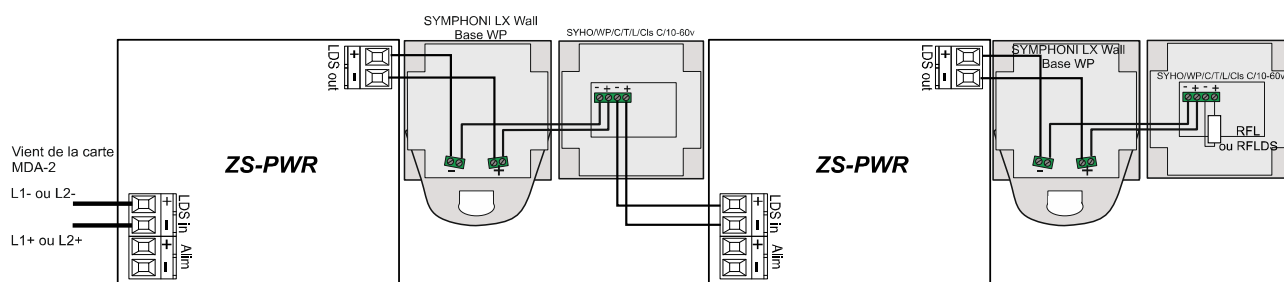 SYMPHONI LX Wall
Base WP
SYHO/WP/C/T/L/Cls C/10-60v
SYMPHONI LX Wall
Base WP
SYHO/WP/C/T/L/Cls C/10-60v
+
-
LDS out
+
-
LDS out
- + - +
- + - +
Vient de la carte
MDA-2
ZS-PWR
ZS-PWR
RFL
ou RFLDS
- +
- +
L1- ou L2-
L1+ ou L2+
+
-
LDS in
+
-
Alim
+
-
LDS in
+
-
Alim